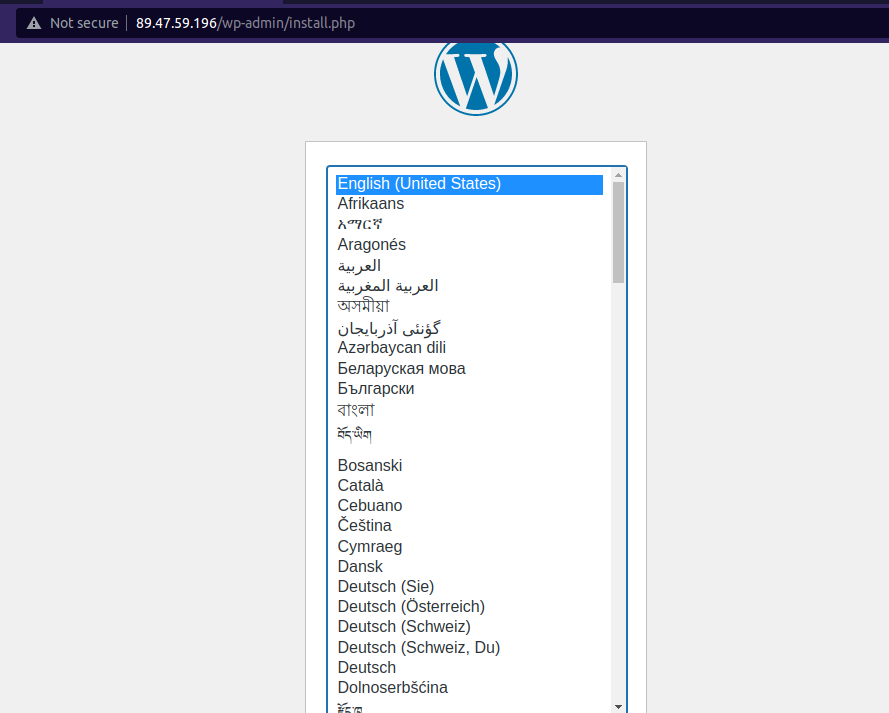 Not secure | 89.47.59.196/wp-admin/install.php
W
English (United States)
Afrikaans
አማርኛ
Aragonés
العربية
العربية المغربية
অসমীয়া
گؤنئی آذربایجان
Azərbaycan dili
Беларуская мова
Български
বাংলা
བོད་ཡིག
Bosanski
Català
Cebuano
Čeština
Cymraeg
Dansk
Deutsch (Sie)
Deutsch (Österreich)
Deutsch (Schweiz)
Deutsch (Schweiz, Du)
Deutsch
Dolnoserbšćina